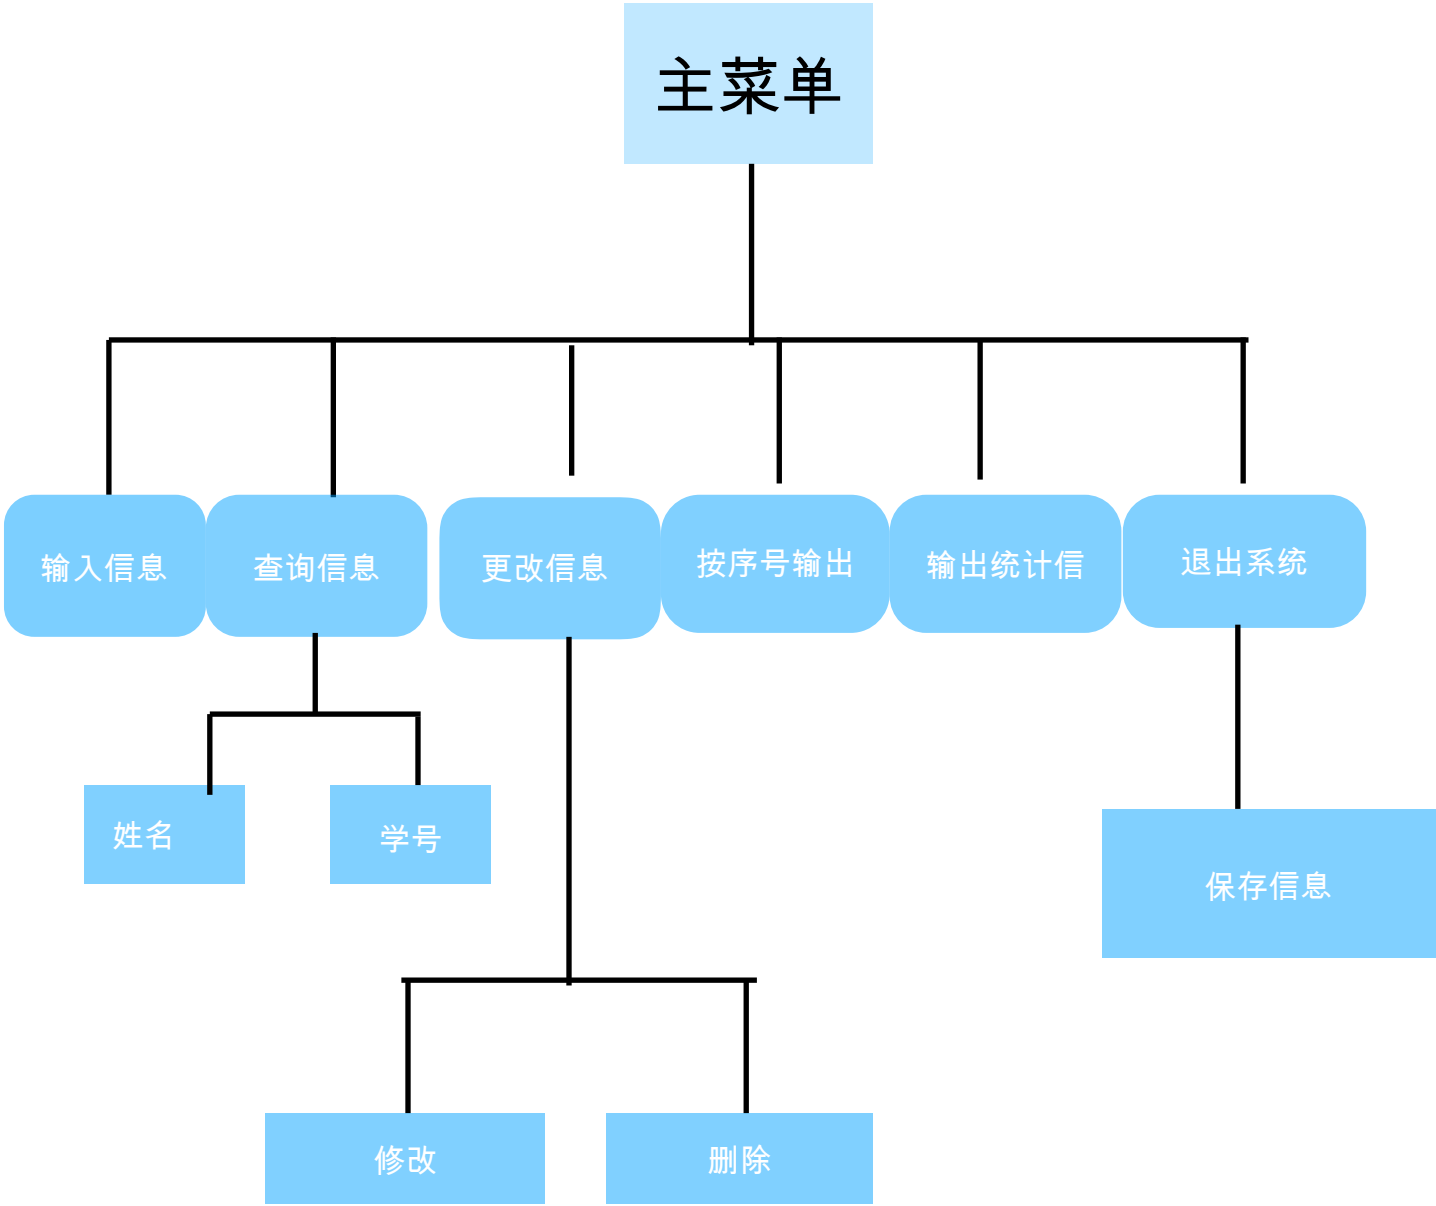 主菜单
输入信息
查询信息
更改信息
按序号输出
输出统计信
退出系统
姓名
学号
保存信息
修改
删除